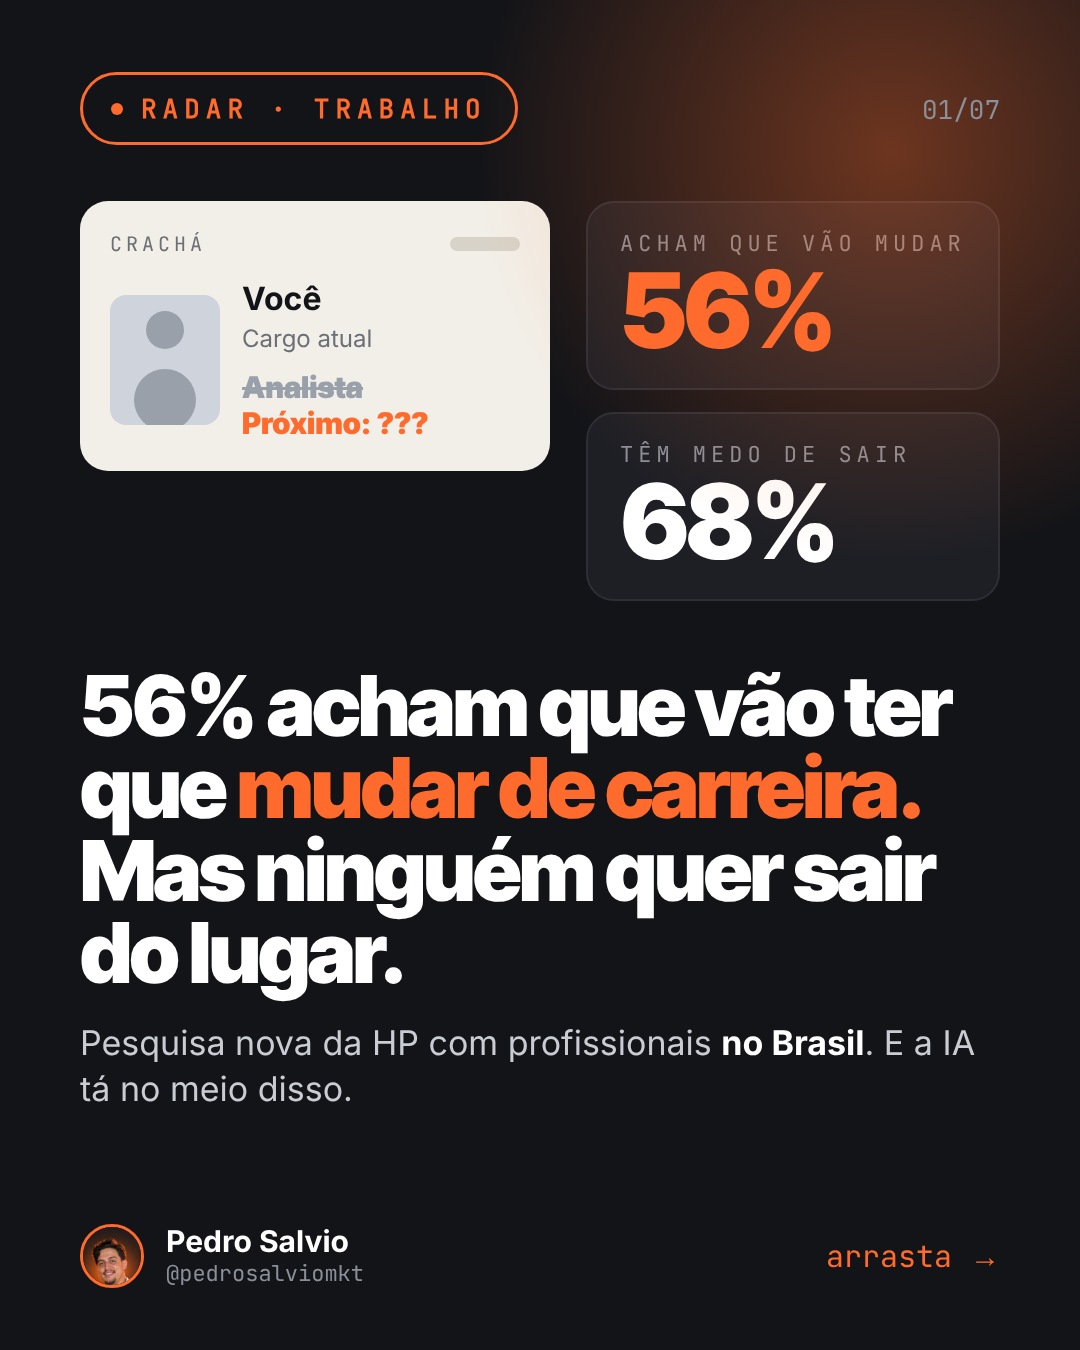 RADAR · TRABALHO
01/07
CRACHÁ
Você
Cargo atual
Analista
Próximo: ???
ACHAM QUE VÃO MUDAR
56%
TÊM MEDO DE SAIR
68%
56% acham que vão ter
que mudar de carreira.
Mas ninguém quer sair
do lugar.
Pesquisa nova da HP com profissionais no Brasil. E a IA
tá no meio disso.
Pedro Salvio
@pedrosalviomkt
arrasta →